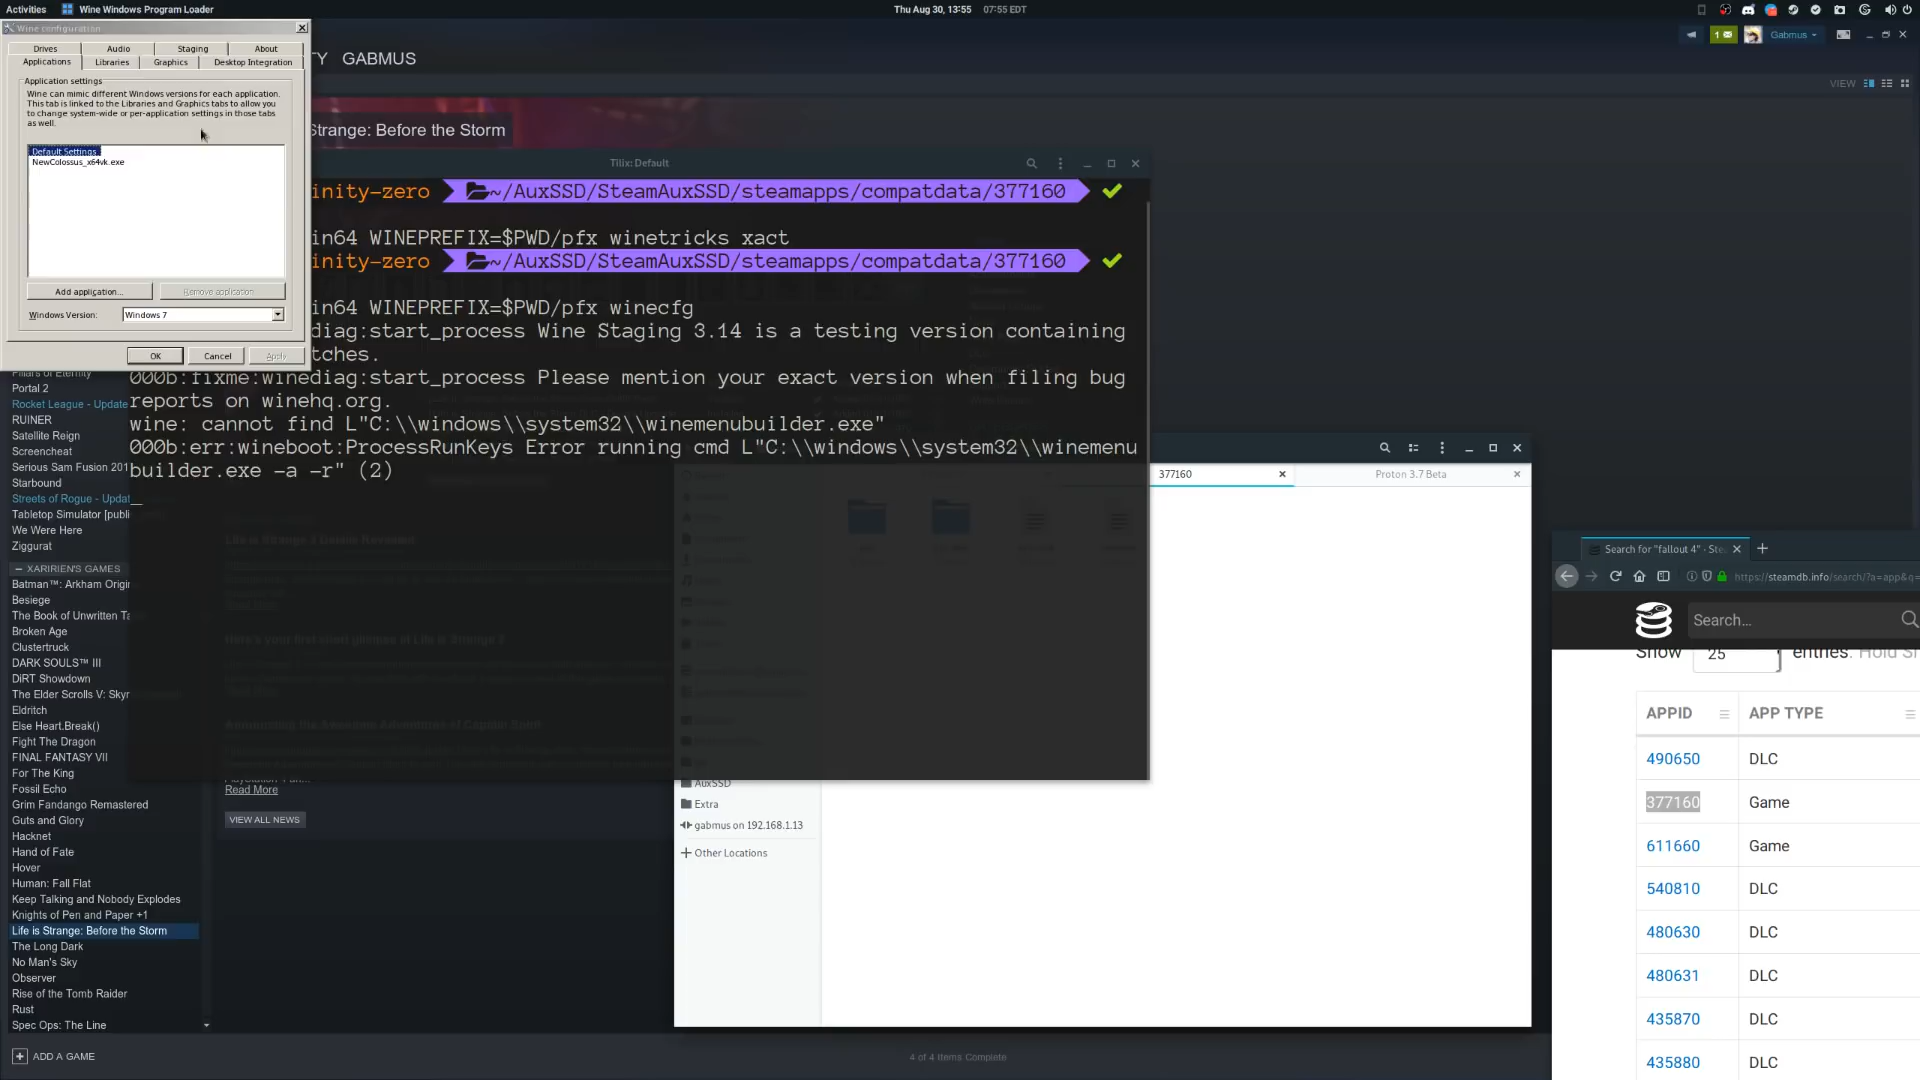 Activities
Wine Windows Program Loader
Thu Aug 30, 13:55
07:55 EDT
Wine configuration
Drives
Audio
Staging
About
Applications
Libraries
Graphics
Desktop Integration
Application settings
Wine can mimic different Windows versions for each application.
This tab is linked to the Libraries and Graphics tabs to allow you
to change system-wide or per-application settings in those tabs
as well.
Default Settings
NewColossus_x64vk.exe
Add application...
Remove application
Windows Version:
Windows 7
OK
Cancel
Apply
TY GABMUS
1
Gabmus
VIEW
Strange: Before the Storm
Tilix: Default
inity-zero ~/AuxSSD/SteamAuxSSD/steamapps/compatdata/377160
in64 WINEPREFIX=$PWD/pfx winetricks xact
inity-zero ~/AuxSSD/SteamAuxSSD/steamapps/compatdata/377160
in64 WINEPREFIX=$PWD/pfx winecfg
diag:start_process Wine Staging 3.14 is a testing version containing
tches.
000b:fixme:winediag:start_process Please mention your exact version when filing bug
reports on winehq.org.
wine: cannot find L"C:\\windows\\system32\\winemenubuilder.exe"
000b:err:wineboot:ProcessRunKeys Error running cmd L"C:\\windows\\system32\\winemenu
builder.exe -a -r" (2)
Pillars of Eternity
Portal 2
Rocket League - Update
RUINER
Satellite Reign
Screencheat
Serious Sam Fusion 201
Starbound
Streets of Rogue - Updat
Tabletop Simulator [publi
We Were Here
Ziggurat
– XARIRIEN'S GAMES
Batman™: Arkham Origin
Besiege
The Book of Unwritten Ta
Broken Age
Clustertruck
DARK SOULS™ III
DiRT Showdown
The Elder Scrolls V: Skyr
Eldritch
Else Heart.Break()
Fight The Dragon
FINAL FANTASY VII
For The King
Fossil Echo
Grim Fandango Remastered
Guts and Glory
Hacknet
Hand of Fate
Hover
Human: Fall Flat
Keep Talking and Nobody Explodes
Knights of Pen and Paper +1
Life is Strange: Before the Storm
The Long Dark
No Man's Sky
Observer
Rise of the Tomb Raider
Rust
Spec Ops: The Line
+ ADD A GAME
Read More
VIEW ALL NEWS
4 of 4 Items Complete
377160
Proton 3.7 Beta
AuxSSD
Extra
gabmus on 192.168.1.13
+ Other Locations
Search for "fallout 4" - Ste
https://steamdb.info/search/?a=app&q=
Search...
Show 25 entries. Hold Sh
APPID
APP TYPE
490650 DLC
377160 Game
611660 Game
540810 DLC
480630 DLC
480631 DLC
435870 DLC
435880 DLC